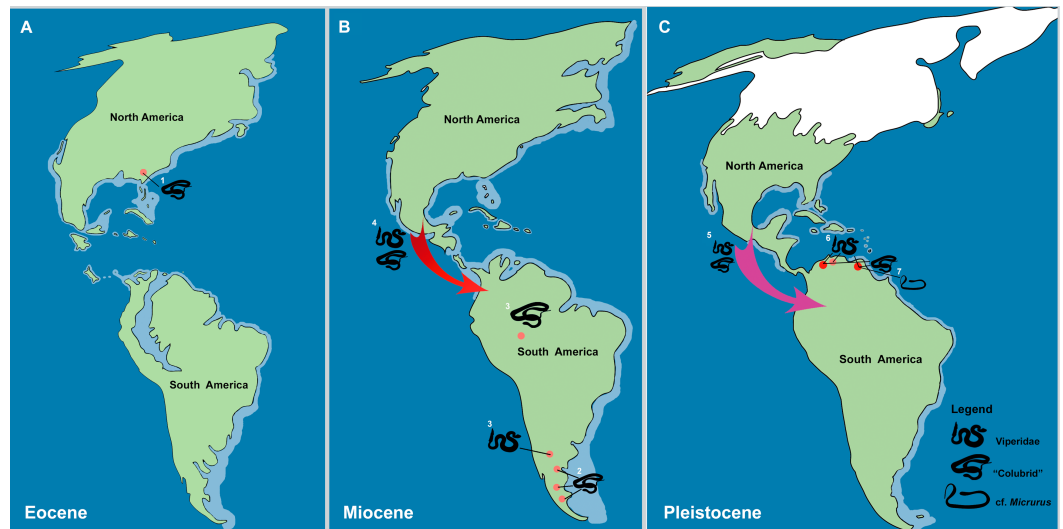 A
North America
1
South America
Eocene
B
North America
4
3
South America
3
2
Miocene
C
North America
5
6
7
South America
Legend
Viperidae
“Colubrid”
cf. Micrurus
Pleistocene